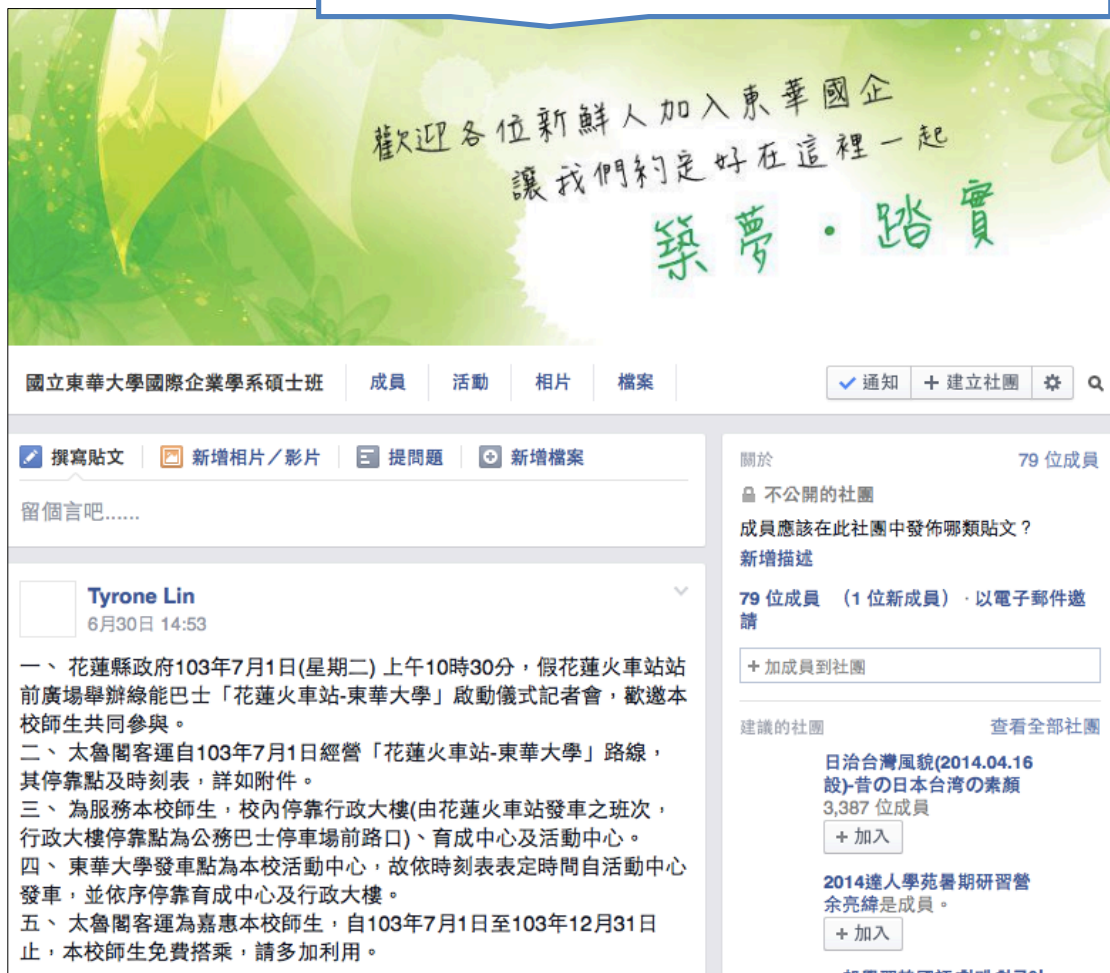 歡迎各位新鮮人加入東華國企
讓我們約定好在這裡一起
築夢・踏實
國立東華大學國際企業學系碩士班 成員 活動 相片 檔案 通知 + 建立社團
撰寫貼文 新增相片／影片 提問題 新增檔案
留個言吧......
Tyrone Lin
6月30日 14:53
一、 花蓮縣政府103年7月1日(星期二) 上午10時30分，假花蓮火車站站
前廣場舉辦綠能巴士「花蓮火車站-東華大學」啟動儀式記者會，歡邀本
校師生共同參與。
二、 太魯閣客運自103年7月1日經營「花蓮火車站-東華大學」路線，
其停靠點及時刻表，詳如附件。
三、 為服務本校師生，校內停靠行政大樓(由花蓮火車站發車之班次，
行政大樓停靠點為公務巴士停車場前路口)、育成中心及活動中心。
四、 東華大學發車點為本校活動中心，故依時刻表表定時間自活動中心
發車，並依序停靠育成中心及行政大樓。
五、 太魯閣客運為嘉惠本校師生，自103年7月1日至103年12月31日
止，本校師生免費搭乘，請多加利用。
關於 79 位成員
不公開的社團
成員應該在此社團中發佈哪類貼文？
新增描述
79 位成員 （1 位新成員）· 以電子郵件邀
請
+ 加成員到社團
建議的社團 查看全部社團
日治台灣風貌(2014.04.16
設)-昔の日本台湾の素顏
3,387 位成員
+ 加入
2014達人學苑暑期研習營
余亮緯是成員。
+ 加入